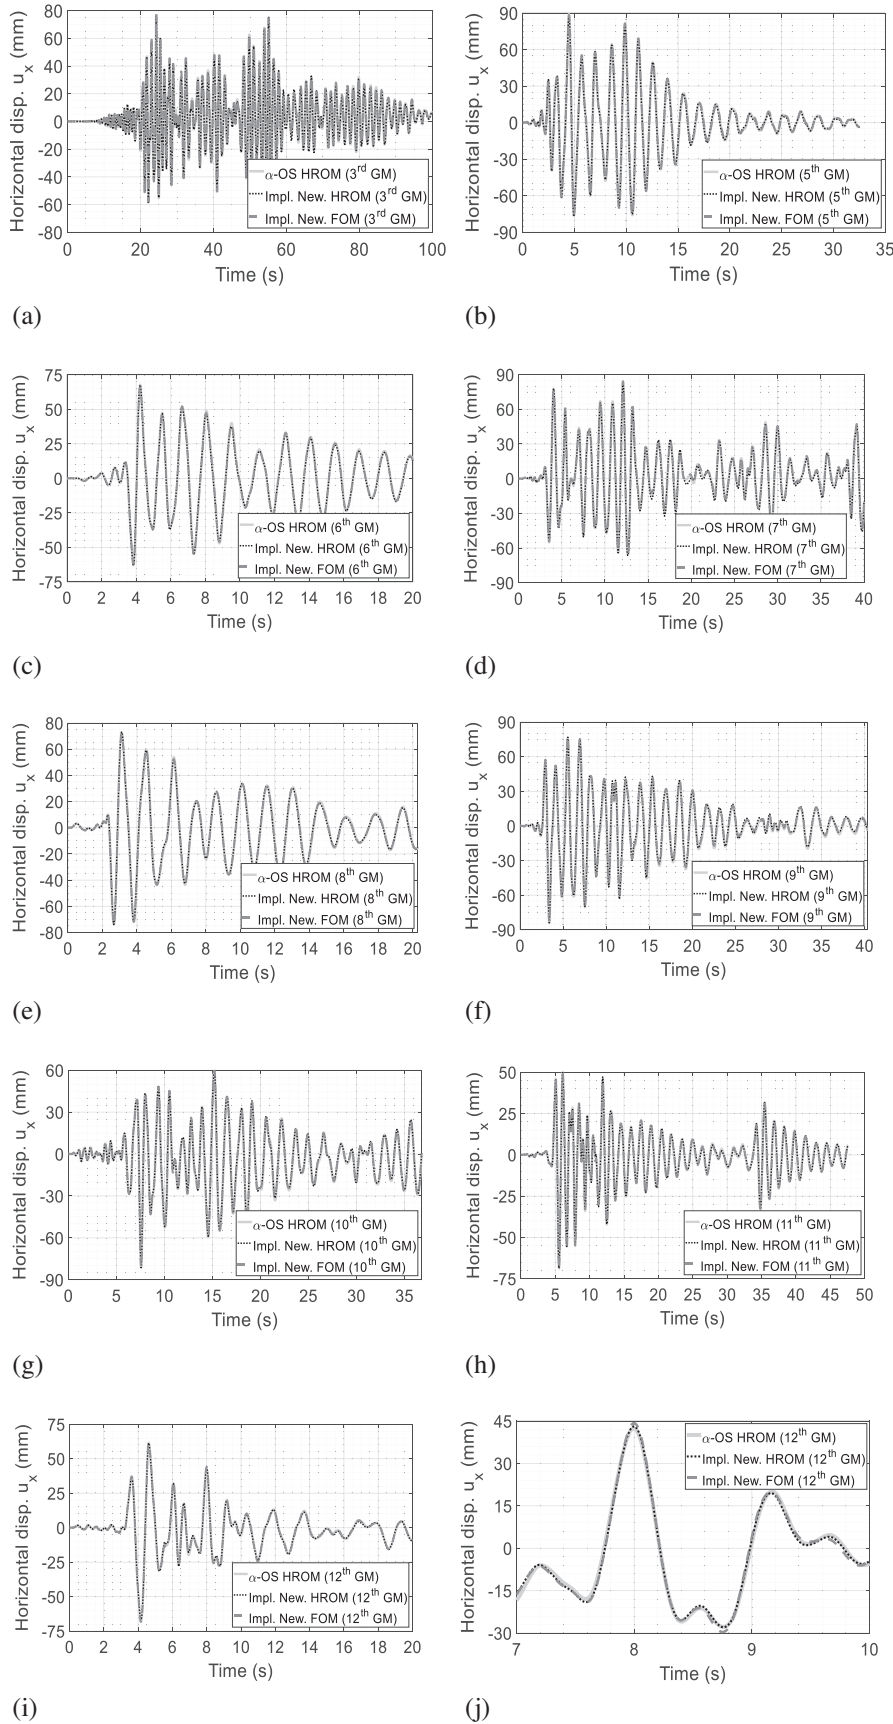 Horizontal disp. u_x (mm)
80
60
40
20
0
-20
-40
-60
-80
α-OS HROM (3rd GM)
Impl. New. HROM (3rd GM)
Impl. New. FOM (3rd GM)
0 20 40 60 80 100
Time (s)
(a)
Horizontal disp. u_x (mm)
90
60
30
0
-30
-60
-90
α-OS HROM (5th GM)
Impl. New. HROM (5th GM)
Impl. New. FOM (5th GM)
0 5 10 15 20 25 30 35
Time (s)
(b)
Horizontal disp. u_x (mm)
75
50
25
0
-25
-50
-75
α-OS HROM (6th GM)
Impl. New. HROM (6th GM)
Impl. New. FOM (6th GM)
0 2 4 6 8 10 12 14 16 18 20
Time (s)
(c)
Horizontal disp. u_x (mm)
90
60
30
0
-30
-60
-90
α-OS HROM (7th GM)
Impl. New. HROM (7th GM)
Impl. New. FOM (7th GM)
0 5 10 15 20 25 30 35 40
Time (s)
(d)
Horizontal disp. u_x (mm)
80
60
40
20
0
-20
-40
-60
-80
α-OS HROM (8th GM)
Impl. New. HROM (8th GM)
Impl. New. FOM (8th GM)
0 2 4 6 8 10 12 14 16 18 20
Time (s)
(e)
Horizontal disp. u_x (mm)
90
60
30
0
-30
-60
-90
α-OS HROM (9th GM)
Impl. New. HROM (9th GM)
Impl. New. FOM (9th GM)
0 5 10 15 20 25 30 35 40
Time (s)
(f)
Horizontal disp. u_x (mm)
60
30
0
-30
-60
-90
α-OS HROM (10th GM)
Impl. New. HROM (10th GM)
Impl. New. FOM (10th GM)
0 5 10 15 20 25 30 35
Time (s)
(g)
Horizontal disp. u_x (mm)
50
25
0
-25
-50
-75
α-OS HROM (11th GM)
Impl. New. HROM (11th GM)
Impl. New. FOM (11th GM)
0 5 10 15 20 25 30 35 40 45 50
Time (s)
(h)
Horizontal disp. u_x (mm)
75
50
25
0
-25
-50
-75
α-OS HROM (12th GM)
Impl. New. HROM (12th GM)
Impl. New. FOM (12th GM)
0 2 4 6 8 10 12 14 16 18 20
Time (s)
(i)
Horizontal disp. u_x (mm)
45
30
15
0
-15
-30
α-OS HROM (12th GM)
Impl. New. HROM (12th GM)
Impl. New. FOM (12th GM)
7 8 9 10
Time (s)
(j)